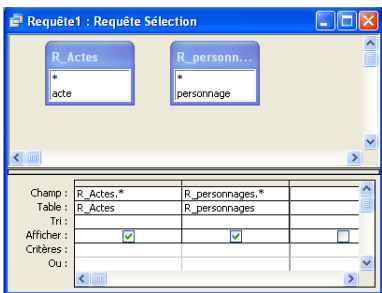 Requête1 : Requête Sélection
R_Actes
R_personn...
*
*
acte
personnage
Champ : R_Actes.* R_personnages.*
Table : R_Actes R_personnages
Tri :
Afficher :
Critères :
Ou :